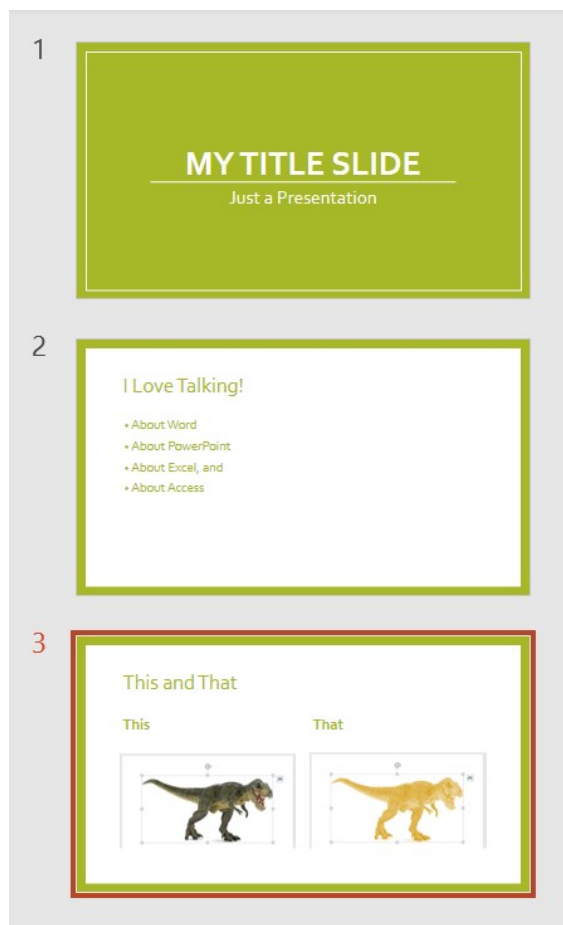 1
MY TITLE SLIDE
Just a Presentation
2
I Love Talking!
• About Word
• About PowerPoint
• About Excel, and
• About Access
3
This and That
This
That